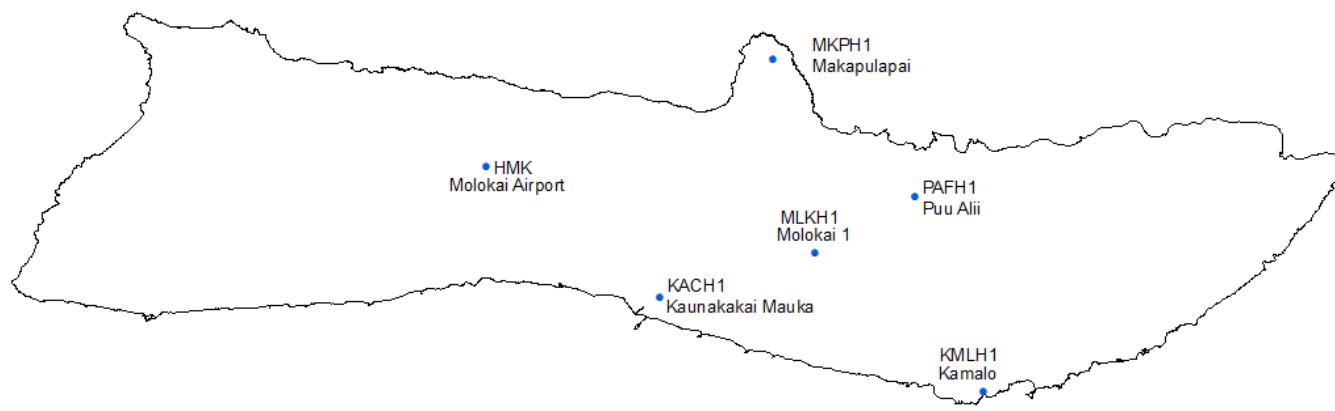 MKPH1
Makapulapai
HMK
Molokai Airport
PAFH1
Puu Alii
MLKH1
Molokai 1
KACH1
Kaunakakai Mauka
KMLH1
Kamalo